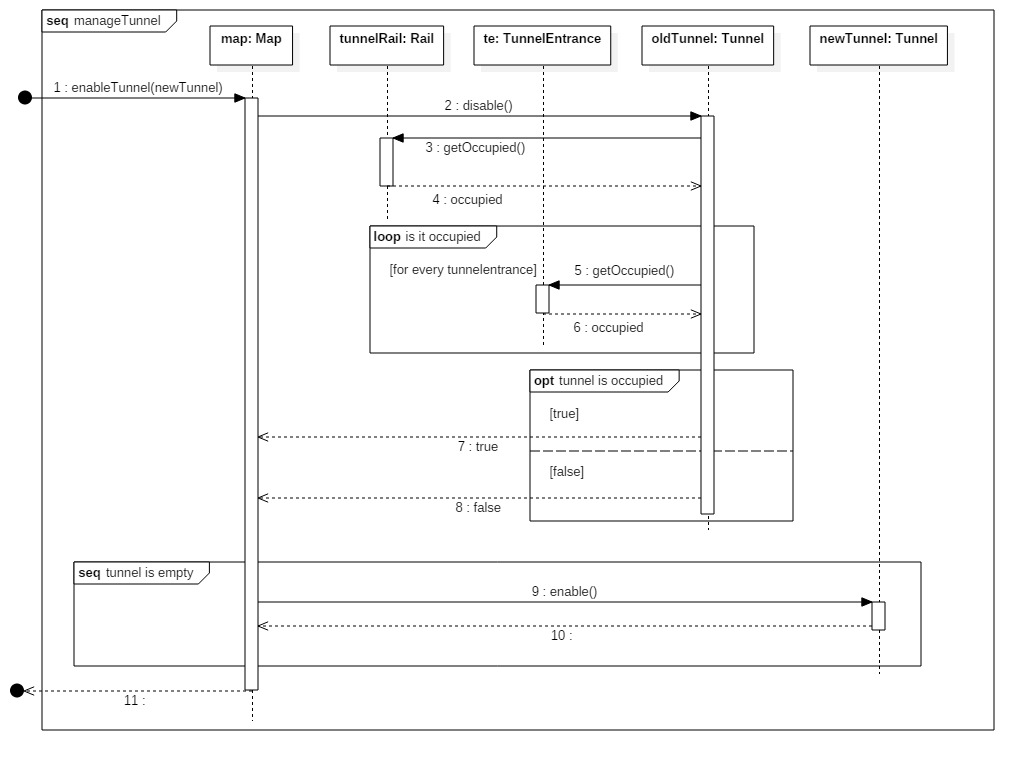 seq manageTunnel
map: Map
tunnelRail: Rail
te: TunnelEntrance
oldTunnel: Tunnel
newTunnel: Tunnel
1 : enableTunnel(newTunnel)
2 : disable()
3 : getOccupied()
4 : occupied
loop is it occupied
[for every tunnelentrance]
5 : getOccupied()
6 : occupied
opt tunnel is occupied
[true]
7 : true
[false]
8 : false
seq tunnel is empty
9 : enable()
10 :
11 :